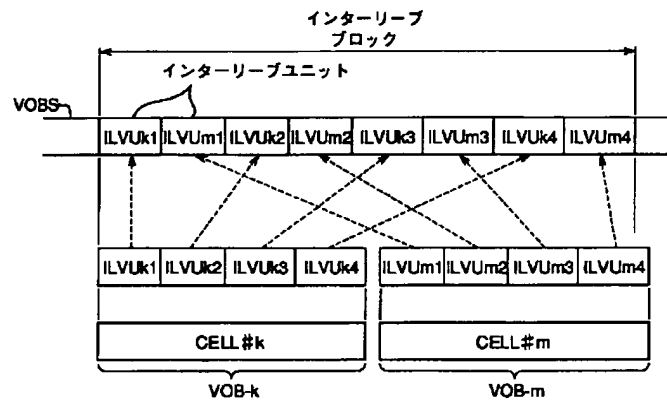 インターリーブ
ブロック
インターリーブユニット
VOBS
ILVUk1 ILVUm1 ILVUk2 ILVUm2 ILVUk3 ILVUm3 ILVUk4 ILVUm4
ILVUk1 ILVUk2 ILVUk3 ILVUk4 ILVUm1 ILVUm2 ILVUm3 ILVUm4
CELL#k CELL#m
VOB-k VOB-m